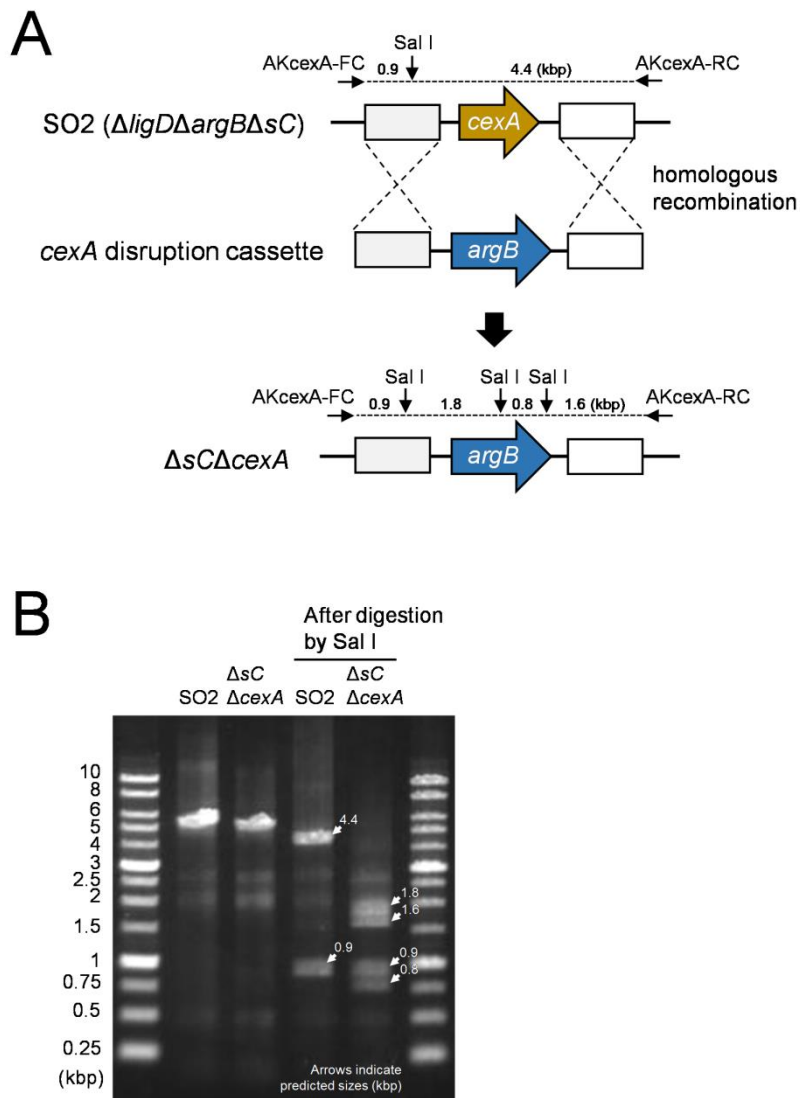 A
Sal I
AKcexA-FC 0.9 4.4 (kbp) AKcexA-RC
SO2 (ΔligDΔargBΔsC) cexA
homologous recombination
cexA disruption cassette argB
Sal I Sal I Sal I
AKcexA-FC 0.9 1.8 0.8 1.6 (kbp) AKcexA-RC
ΔsCΔcexA argB
B
After digestion
by Sal I
SO2 ΔsC ΔcexA SO2 ΔsC ΔcexA
10
8
6
5
4
3
2.5
2
1.5
1
0.75
0.5
0.25
(kbp)
4.4
0.9
1.8
1.6
0.9
0.8
Arrows indicate
predicted sizes (kbp)